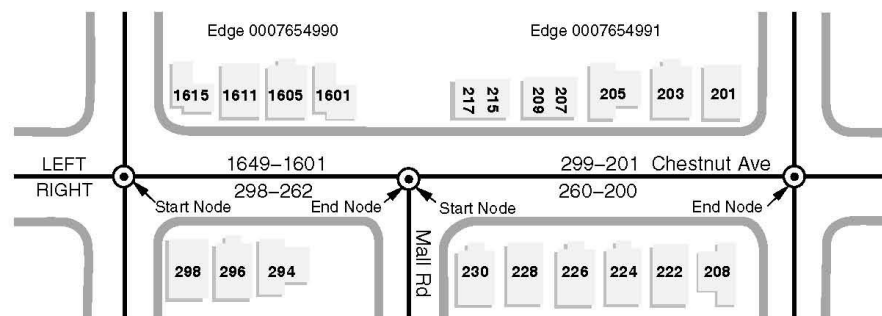 Edge 0007654990
Edge 0007654991
1615 1611 1605 1601
217 215 209 207 205 203 201
LEFT 1649–1601 299–201 Chestnut Ave
RIGHT 298–262 260–200
Start Node End Node Start Node End Node
Mall Rd
298 296 294
230 228 226 224 222 208